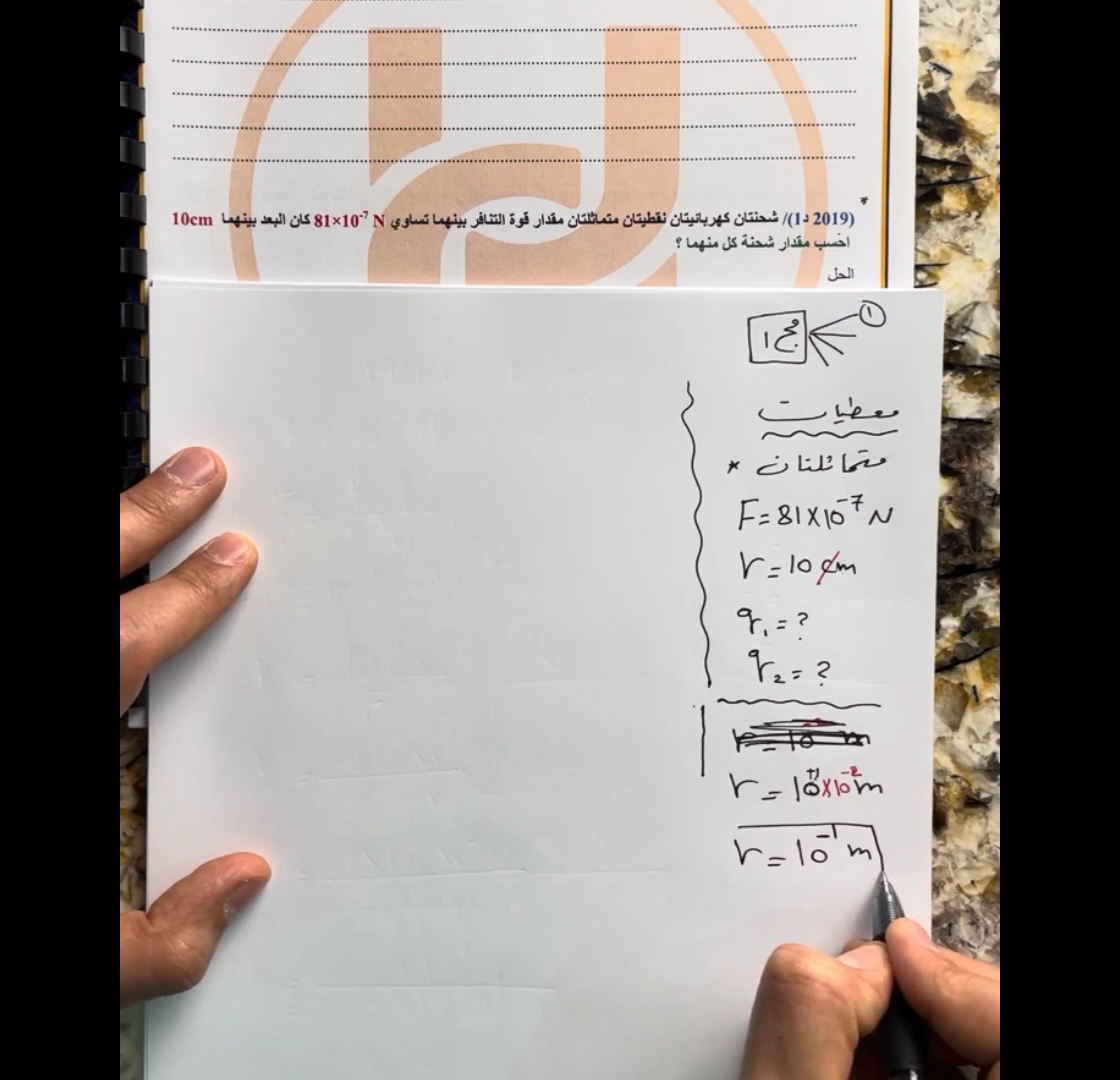 (2019 د1)/ شحنتان كهربائيتان نقطيتان متماثلتان مقدار قوة التنافر بينهما تساوي 81×10⁻⁷ N كان البعد بينهما 10cm
احسب مقدار شحنة كل منهما ؟
الحل
مج ١
١
معطيات
* متماثلتان
F = 81 × 10⁻⁷ N
r = 10 cm
q₁ = ?
q₂ = ?
r = 10⁺¹ × 10⁻² m
r = 10⁻¹ m